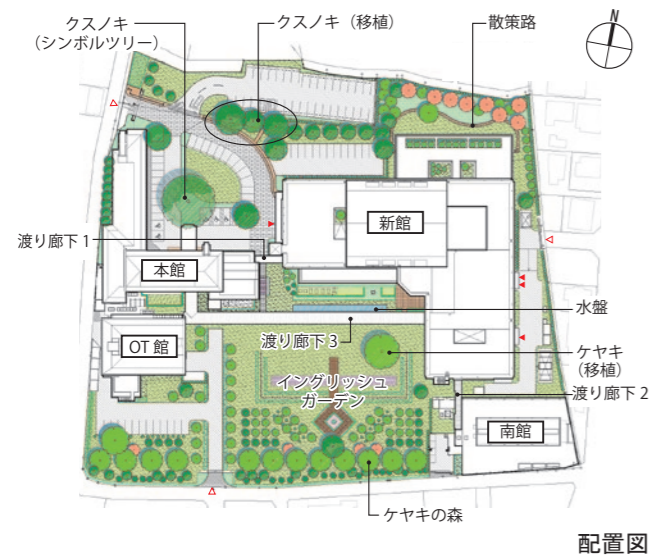 クスノキ
（シンボルツリー）
クスノキ（移植）
散策路
N
新館
渡り廊下 1
本館
水盤
OT 館
渡り廊下 3
ケヤキ
（移植）
イングリッシュ
ガーデン
渡り廊下 2
南館
ケヤキの森
配置図